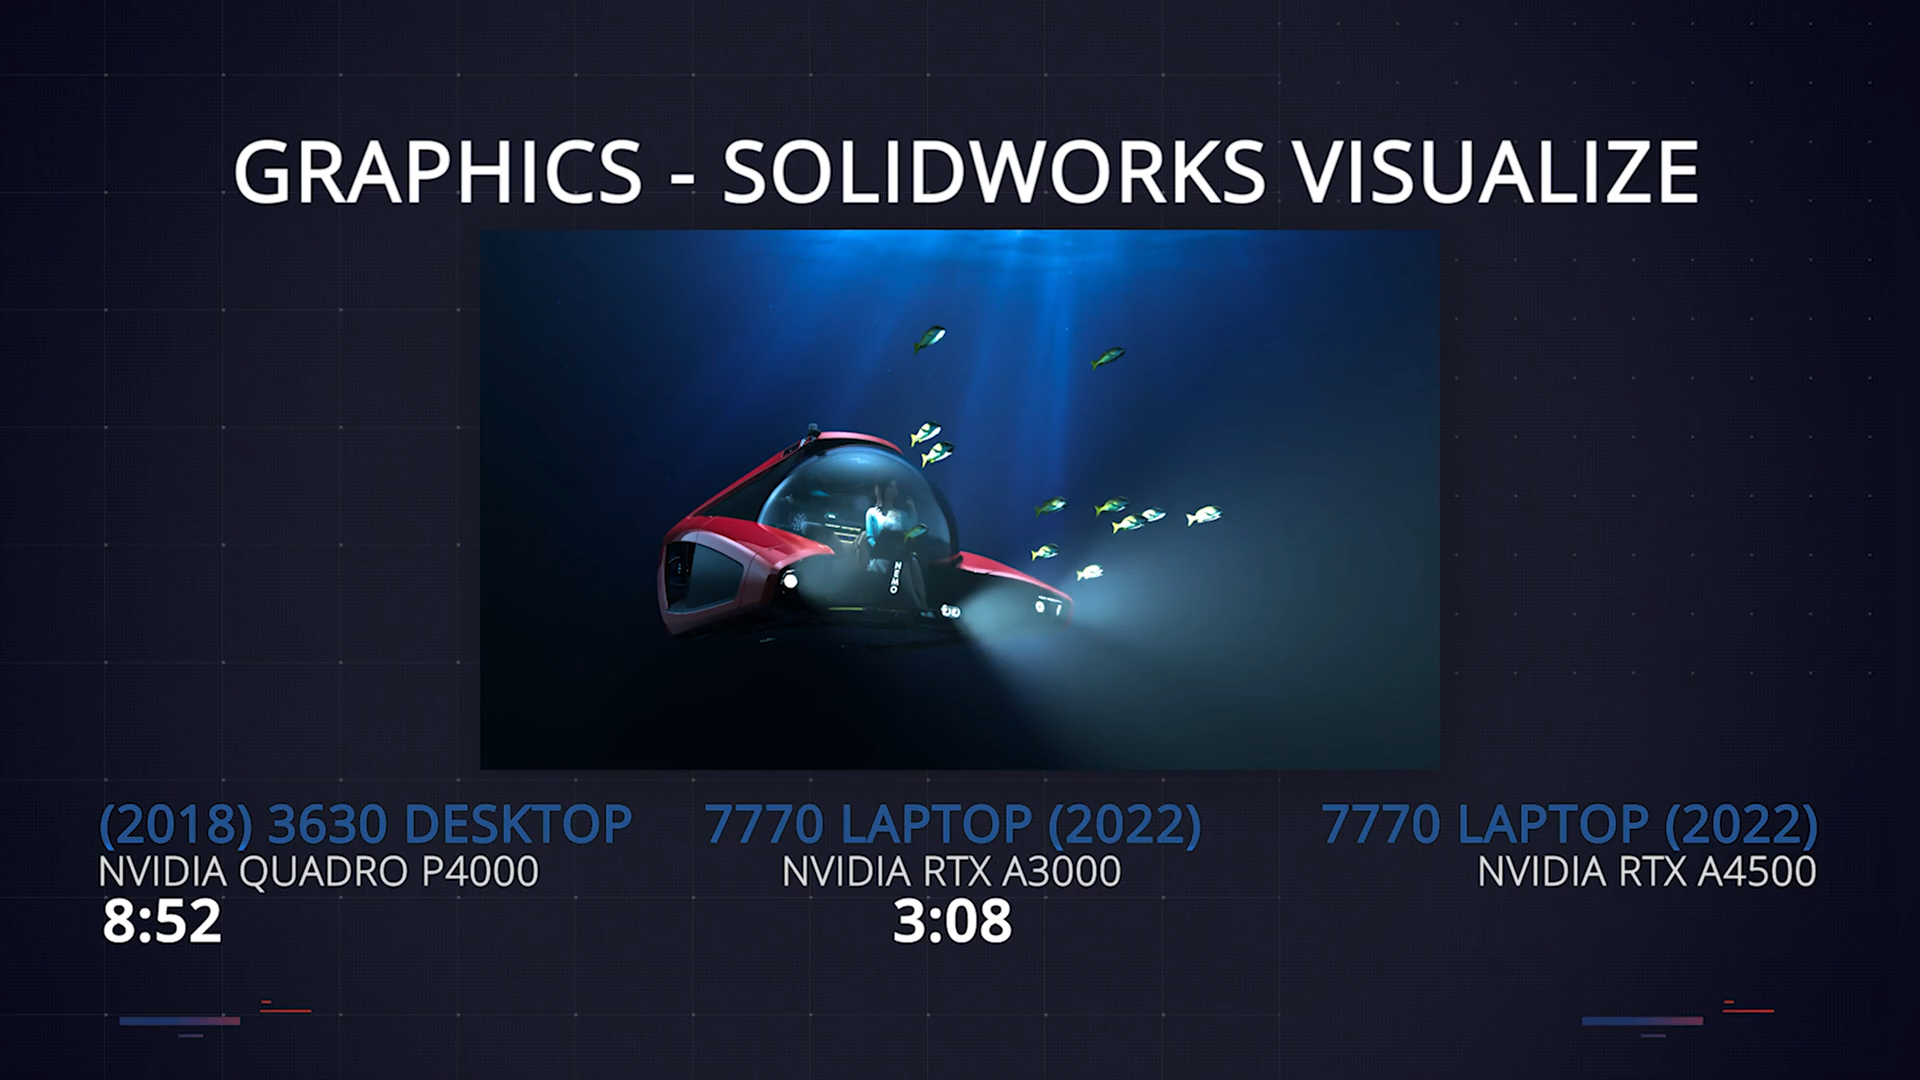 GRAPHICS - SOLIDWORKS VISUALIZE
NEMO
(2018) 3630 DESKTOP
NVIDIA QUADRO P4000
8:52
7770 LAPTOP (2022)
NVIDIA RTX A3000
3:08
7770 LAPTOP (2022)
NVIDIA RTX A4500